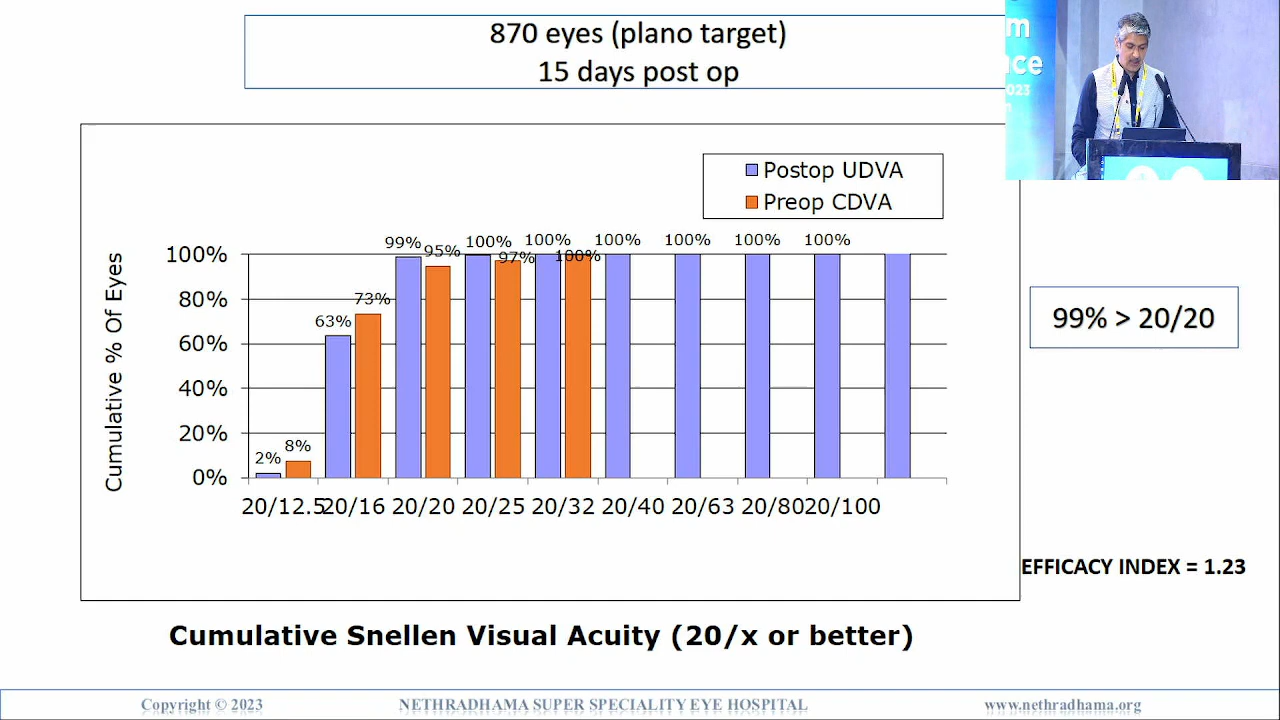 870 eyes (plano target)
15 days post op
m
nce
2023
Postop UDVA
Preop CDVA
Cumulative % Of Eyes
100%
80%
60%
40%
20%
0%
2%
8%
63%
73%
99%
95%
100%
97%
100%
100%
100%
100%
100%
100%
20/12.5 20/16 20/20 20/25 20/32 20/40 20/63 20/80 20/100
99% > 20/20
EFFICACY INDEX = 1.23
Cumulative Snellen Visual Acuity (20/x or better)
Copyright © 2023 NETHRADHAMA SUPER SPECIALITY EYE HOSPITAL www.nethradhama.org